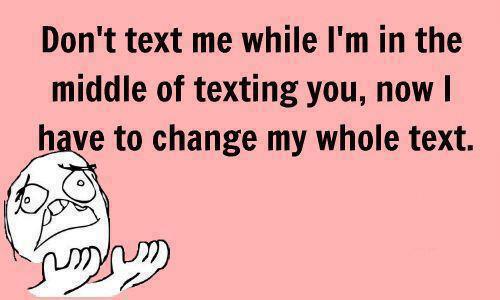 Don't text me while I'm in the
middle of texting you, now I
have to change my whole text.